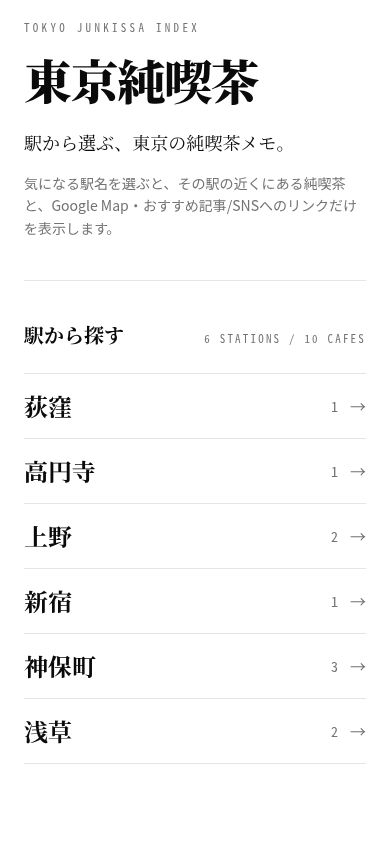 TOKYO JUNKISSA INDEX
東京純喫茶
駅から選ぶ、東京の純喫茶メモ。
気になる駅名を選ぶと、その駅の近くにある純喫茶
と、Google Map・おすすめ記事/SNSへのリンクだけ
を表示します。
駅から探す 6 STATIONS / 10 CAFES
荻窪 1 →
高円寺 1 →
上野 2 →
新宿 1 →
神保町 3 →
浅草 2 →